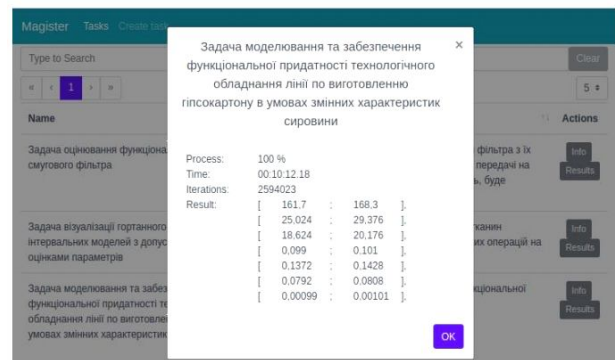 Magister Tasks Create task
Type to Search
Clear
« ‹ 1 › »
5
Name
Actions
Задача оцінювання функціона
смугового фільтра
фільтра з їх
передачі на
ь, буде
Info
Results
Задача візуалізації гортанного
інтервальних моделей з допус
оцінками параметрів
тканин
их операцій на
Info
Results
Задача моделювання та забез
функціональної придатності те
обладнання лінії по виготовле
умовах змінних характеристик
кціональної
Info
Results
Задача моделювання та забезпечення
функціональної придатності технологічного
обладнання лінії по виготовленню
гіпсокартону в умовах змінних характеристик
сировини
×
Process: 100 %
Time: 00.10:12.18
Iterations: 2594023
Result: [ 161,7 : 168,3 ].
[ 25,024 : 29,376 ].
[ 18,624 : 20,176 ].
[ 0,099 : 0,101 ].
[ 0,1372 : 0,1428 ].
[ 0,0792 : 0,0808 ].
[ 0,00099 : 0,00101 ].
OK